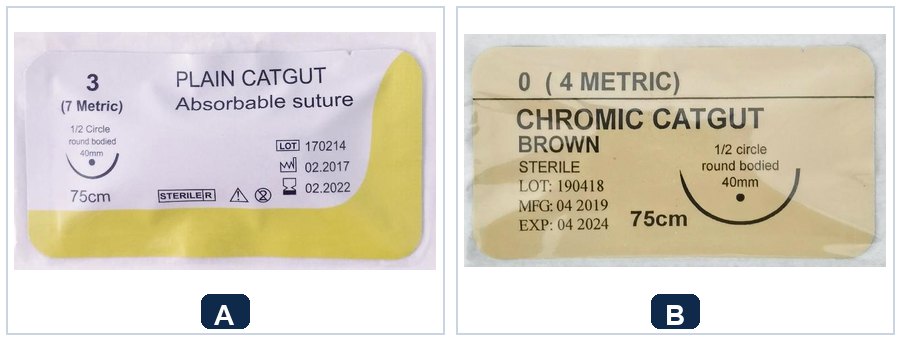 3
(7 Metric)
1/2 Circle
round bodied
40mm
75cm
PLAIN CATGUT
Absorbable suture
LOT 170214
02.2017
02.2022
STERILE R
2
A
0 ( 4 METRIC)
CHROMIC CATGUT
BROWN
STERILE
LOT: 190418
MFG: 04 2019
EXP: 04 2024
75cm
1/2 circle
round bodied
40mm
B